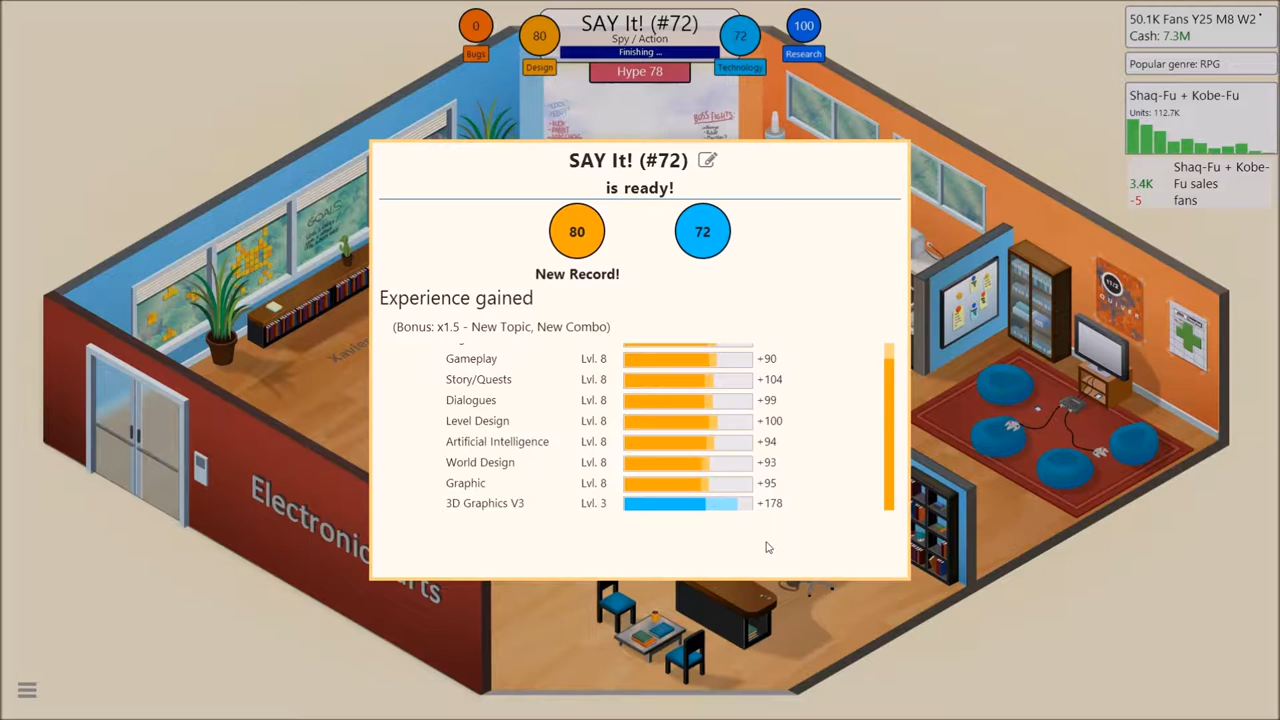 0
Bugs
80
Design
SAY It! (#72)
Spy / Action
Finishing ...
Hype 78
72
Technology
100
Research
50.1K Fans Y25 M8 W2
Cash: 7.3M
Popular genre: RPG
Shaq-Fu + Kobe-Fu
Units: 112.7K
3.4K
Shaq-Fu + Kobe-
Fu sales
-5
fans
BOSS FIGHTS
GOALS
SAY It! (#72)
is ready!
80
72
New Record!
Experience gained
(Bonus: x1.5 - New Topic, New Combo)
Gameplay Lvl. 8 +90
Story/Quests Lvl. 8 +104
Dialogues Lvl. 8 +99
Level Design Lvl. 8 +100
Artificial Intelligence Lvl. 8 +94
World Design Lvl. 8 +93
Graphic Lvl. 8 +95
3D Graphics V3 Lvl. 3 +178
QUIVER